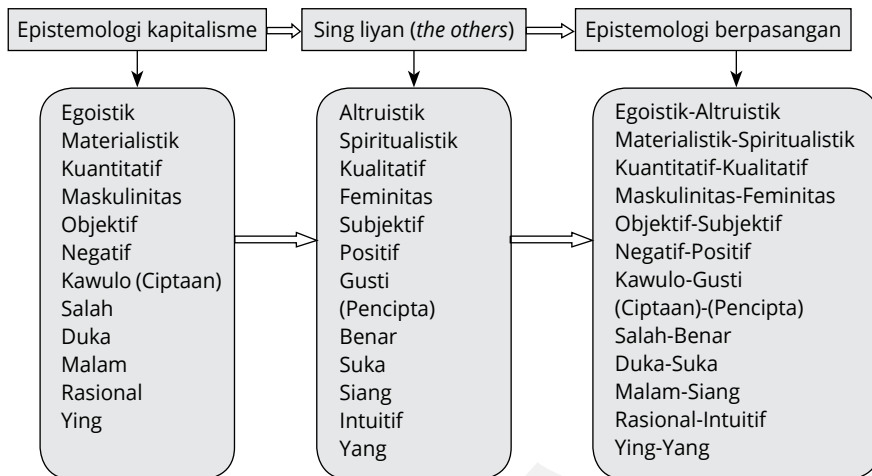 Epistemologi kapitalisme
Sing liyan (the others)
Epistemologi berpasangan
Egoistik
Materialistik
Kuantitatif
Maskulinitas
Objektif
Negatif
Kawulo (Ciptaan)
Salah
Duka
Malam
Rasional
Ying
Altruistik
Spiritualistik
Kualitatif
Feminitas
Subjektif
Positif
Gusti
(Pencipta)
Benar
Suka
Siang
Intuitif
Yang
Egoistik-Altruistik
Materialistik-Spiritualistik
Kuantitatif-Kualitatif
Maskulinitas-Feminitas
Objektif-Subjektif
Negatif-Positif
Kawulo-Gusti
(Ciptaan)-(Pencipta)
Salah-Benar
Duka-Suka
Malam-Siang
Rasional-Intuitif
Ying-Yang